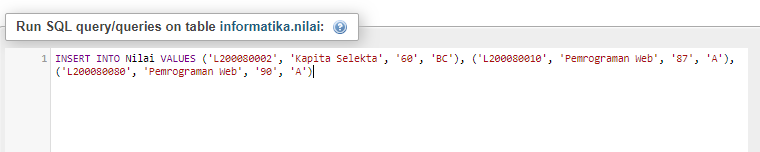 Run SQL query/queries on table informatika.nilai:
1 INSERT INTO Nilai VALUES ('L200080002', 'Kapita Selekta', '60', 'BC'), ('L200080010', 'Pemrograman Web', '87', 'A'),
('L200080080', 'Pemrograman Web', '90', 'A')